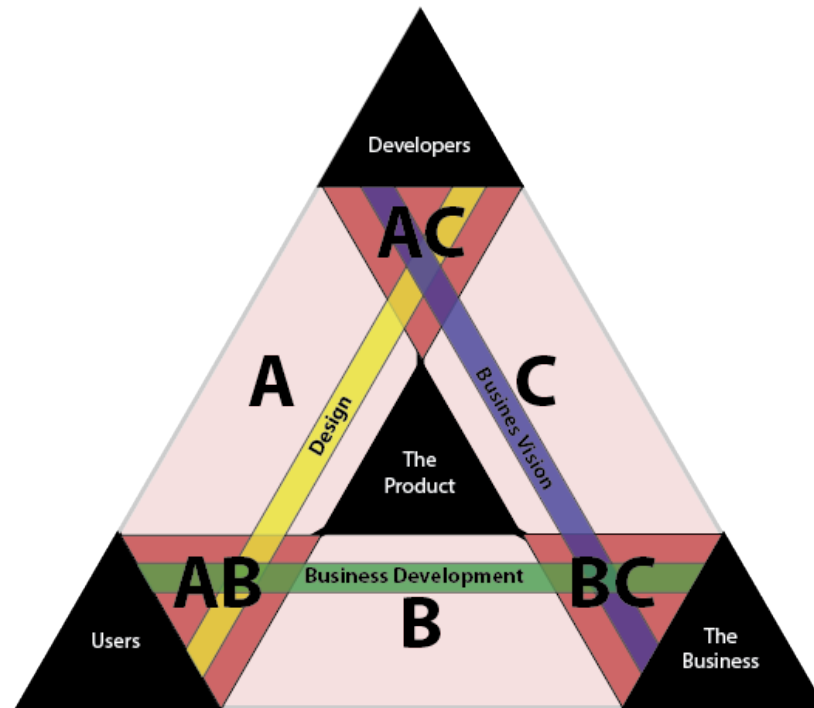 Developers
AC
A
C
Design
Busines Vision
The
Product
AB
Business Development
BC
B
Users
The
Business